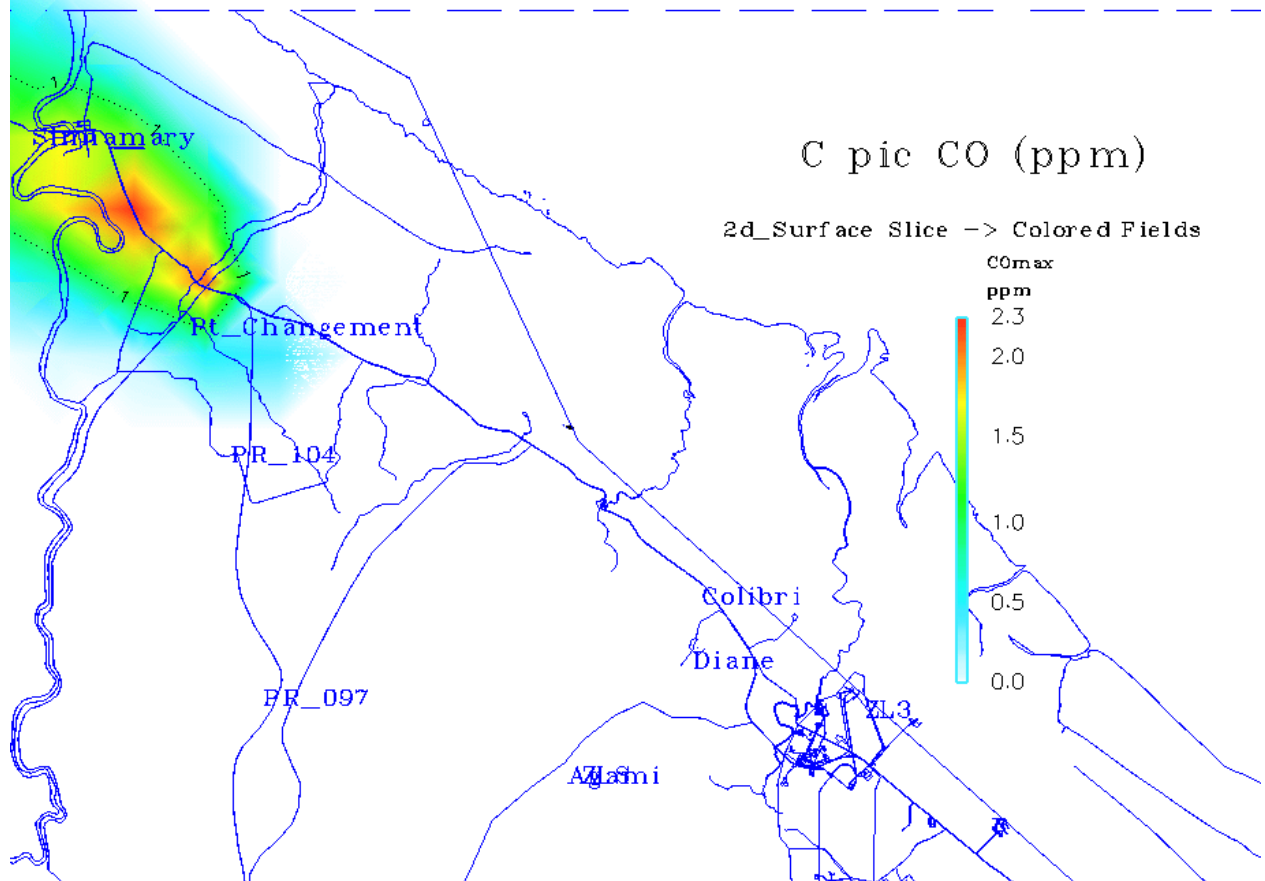 1
1
Sinnamary
C pic CO (ppm)
2d_Surface Slice -> Colored Fields
COmax
ppm
1
1
2.3
Pt_Changement
2.0
1.5
PR_104
1.0
Colibri
0.5
Diane
0.0
PR_097
ZL3